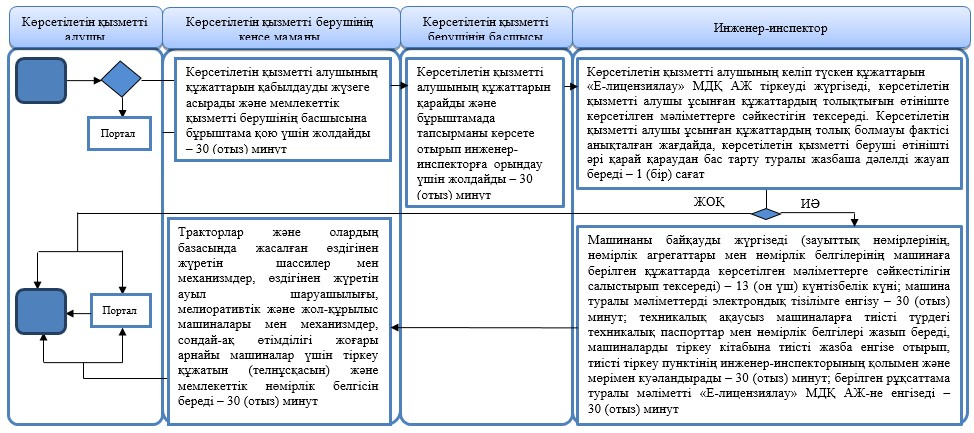 Көрсетілетін қызметті
алушы
Көрсетілетін қызметті берушінің
кеңсе маманы
Көрсетілетін қызметті
берушінің басшысы
Инженер-инспектор
Портал
Көрсетілетін қызметті алушының
құжаттарын қабылдауды жүзеге
асырады және мемлекеттік
қызметті берушінің басшысына
бұрыштама қою үшін жолдайды
– 30 (отыз) минут
Көрсетілетін қызметті
алушының құжаттарын
қарайды және
бұрыштамада
тапсырманы көрсете
отырып инженер-
инспекторға орындау
үшін жолдайды – 30
(отыз) минут
Көрсетілетін қызметті алушының келіп түскен құжаттарын
«Е-лицензиялау» МДҚ АЖ тіркеуді жүргізеді, көрсетілетін
қызметті алушы ұсынған құжаттардың толықтығын өтініште
көрсетілген мәліметтерге сәйкестігін тексереді. Көрсетілетін
қызметті алушы ұсынған құжаттардың толық болмауы фактісі
анықталған жағдайда, көрсетілетін қызметті беруші өтінішті
әрі қарай қараудан бас тарту туралы жазбаша дәлелді жауап
береді – 1 (бір) сағат
ЖОҚ
ИӘ
Портал
Тракторлар және олардың
базасында жасалған өздігінен
жүретін шассилер мен
механизмдер, өздігінен жүретін
ауыл шаруашылығы,
мелиоративтік және жол-құрылыс
машиналары мен механизмдер,
сондай-ақ өтімділігі жоғары
арнайы машиналар үшін тіркеу
құжатын (телнұсқасын) және
мемлекеттік нөмірлік белгісін
береді – 30 (отыз) минут
Машинаны байқауды жүргізеді (зауыттық нөмірлерінің,
нөмірлік агрегаттары мен нөмірлік белгілерінің машинаға
берілген құжаттарда көрсетілген мәліметтерге сәйкестілігін
салыстырып тексереді) – 13 (он үш) күнтізбелік күні; машина
туралы мәліметтерді электрондық тізілімге енгізу – 30 (отыз)
минут; техникалық ақаусыз машиналарға тиісті түрдегі
техникалық паспорттар мен нөмірлік белгілері жазып береді,
машиналарды тіркеу кітабына тиісті жазба енгізе отырып,
тиісті тіркеу пунктінің инженер-инспекторының қолымен және
мөрімен куәландырады – 30 (отыз) минут; берілген рұқсаттама
туралы мәліметті «Е-лицензиялау» МДҚ АЖ-не енгізеді –
30 (отыз) минут